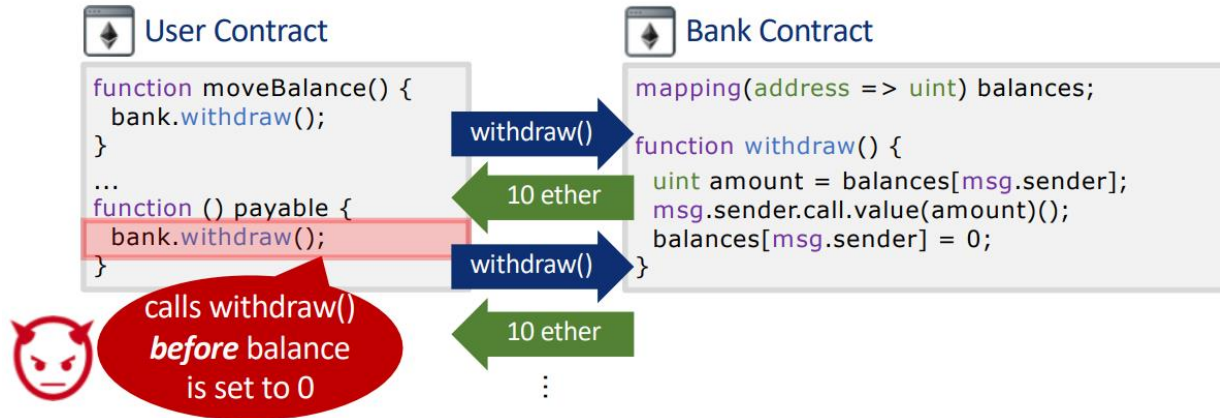 User Contract
function moveBalance() {
bank.withdraw();
}
...
function () payable {
bank.withdraw();
}
calls withdraw()
before balance
is set to 0
withdraw()
10 ether
withdraw()
10 ether
⋮
Bank Contract
mapping(address => uint) balances;
function withdraw() {
uint amount = balances[msg.sender];
msg.sender.call.value(amount)();
balances[msg.sender] = 0;
}